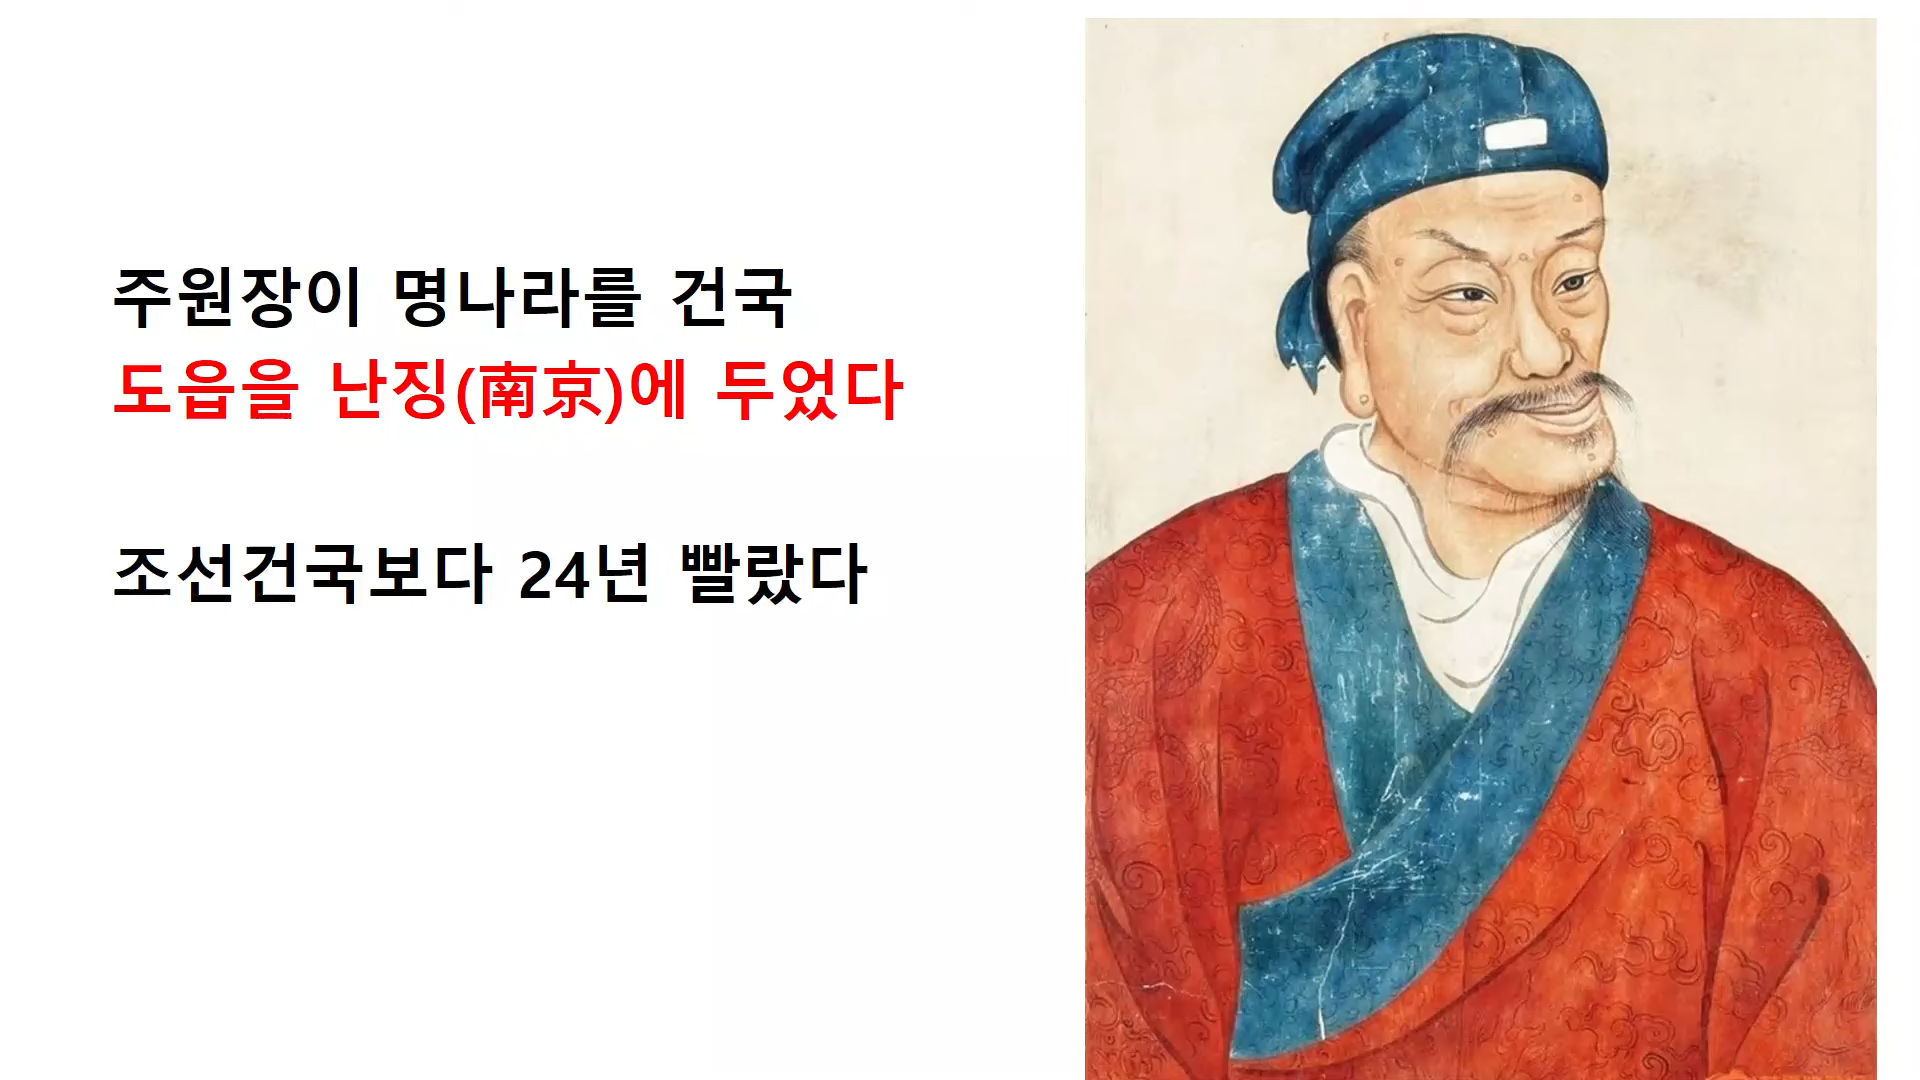 주원장이 명나라를 건국
도읍을 난징(南京)에 두었다
조선건국보다 24년 빨랐다